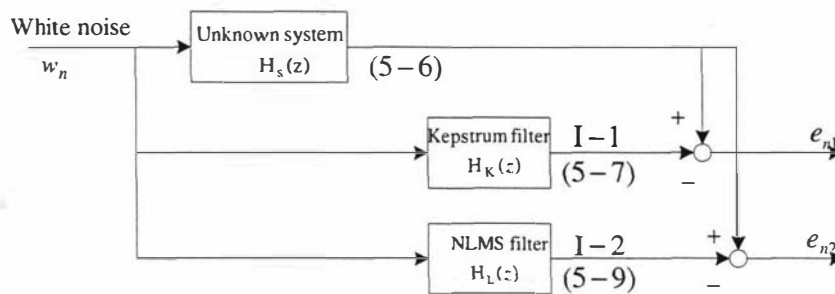 White noise
w_n
Unknown system
H_s(z)
(5-6)
Kepstrum filter
H_K(z)
I-1
(5-7)
+
−
e_n1
NLMS filter
H_L(z)
I-2
(5-9)
+
−
e_n2